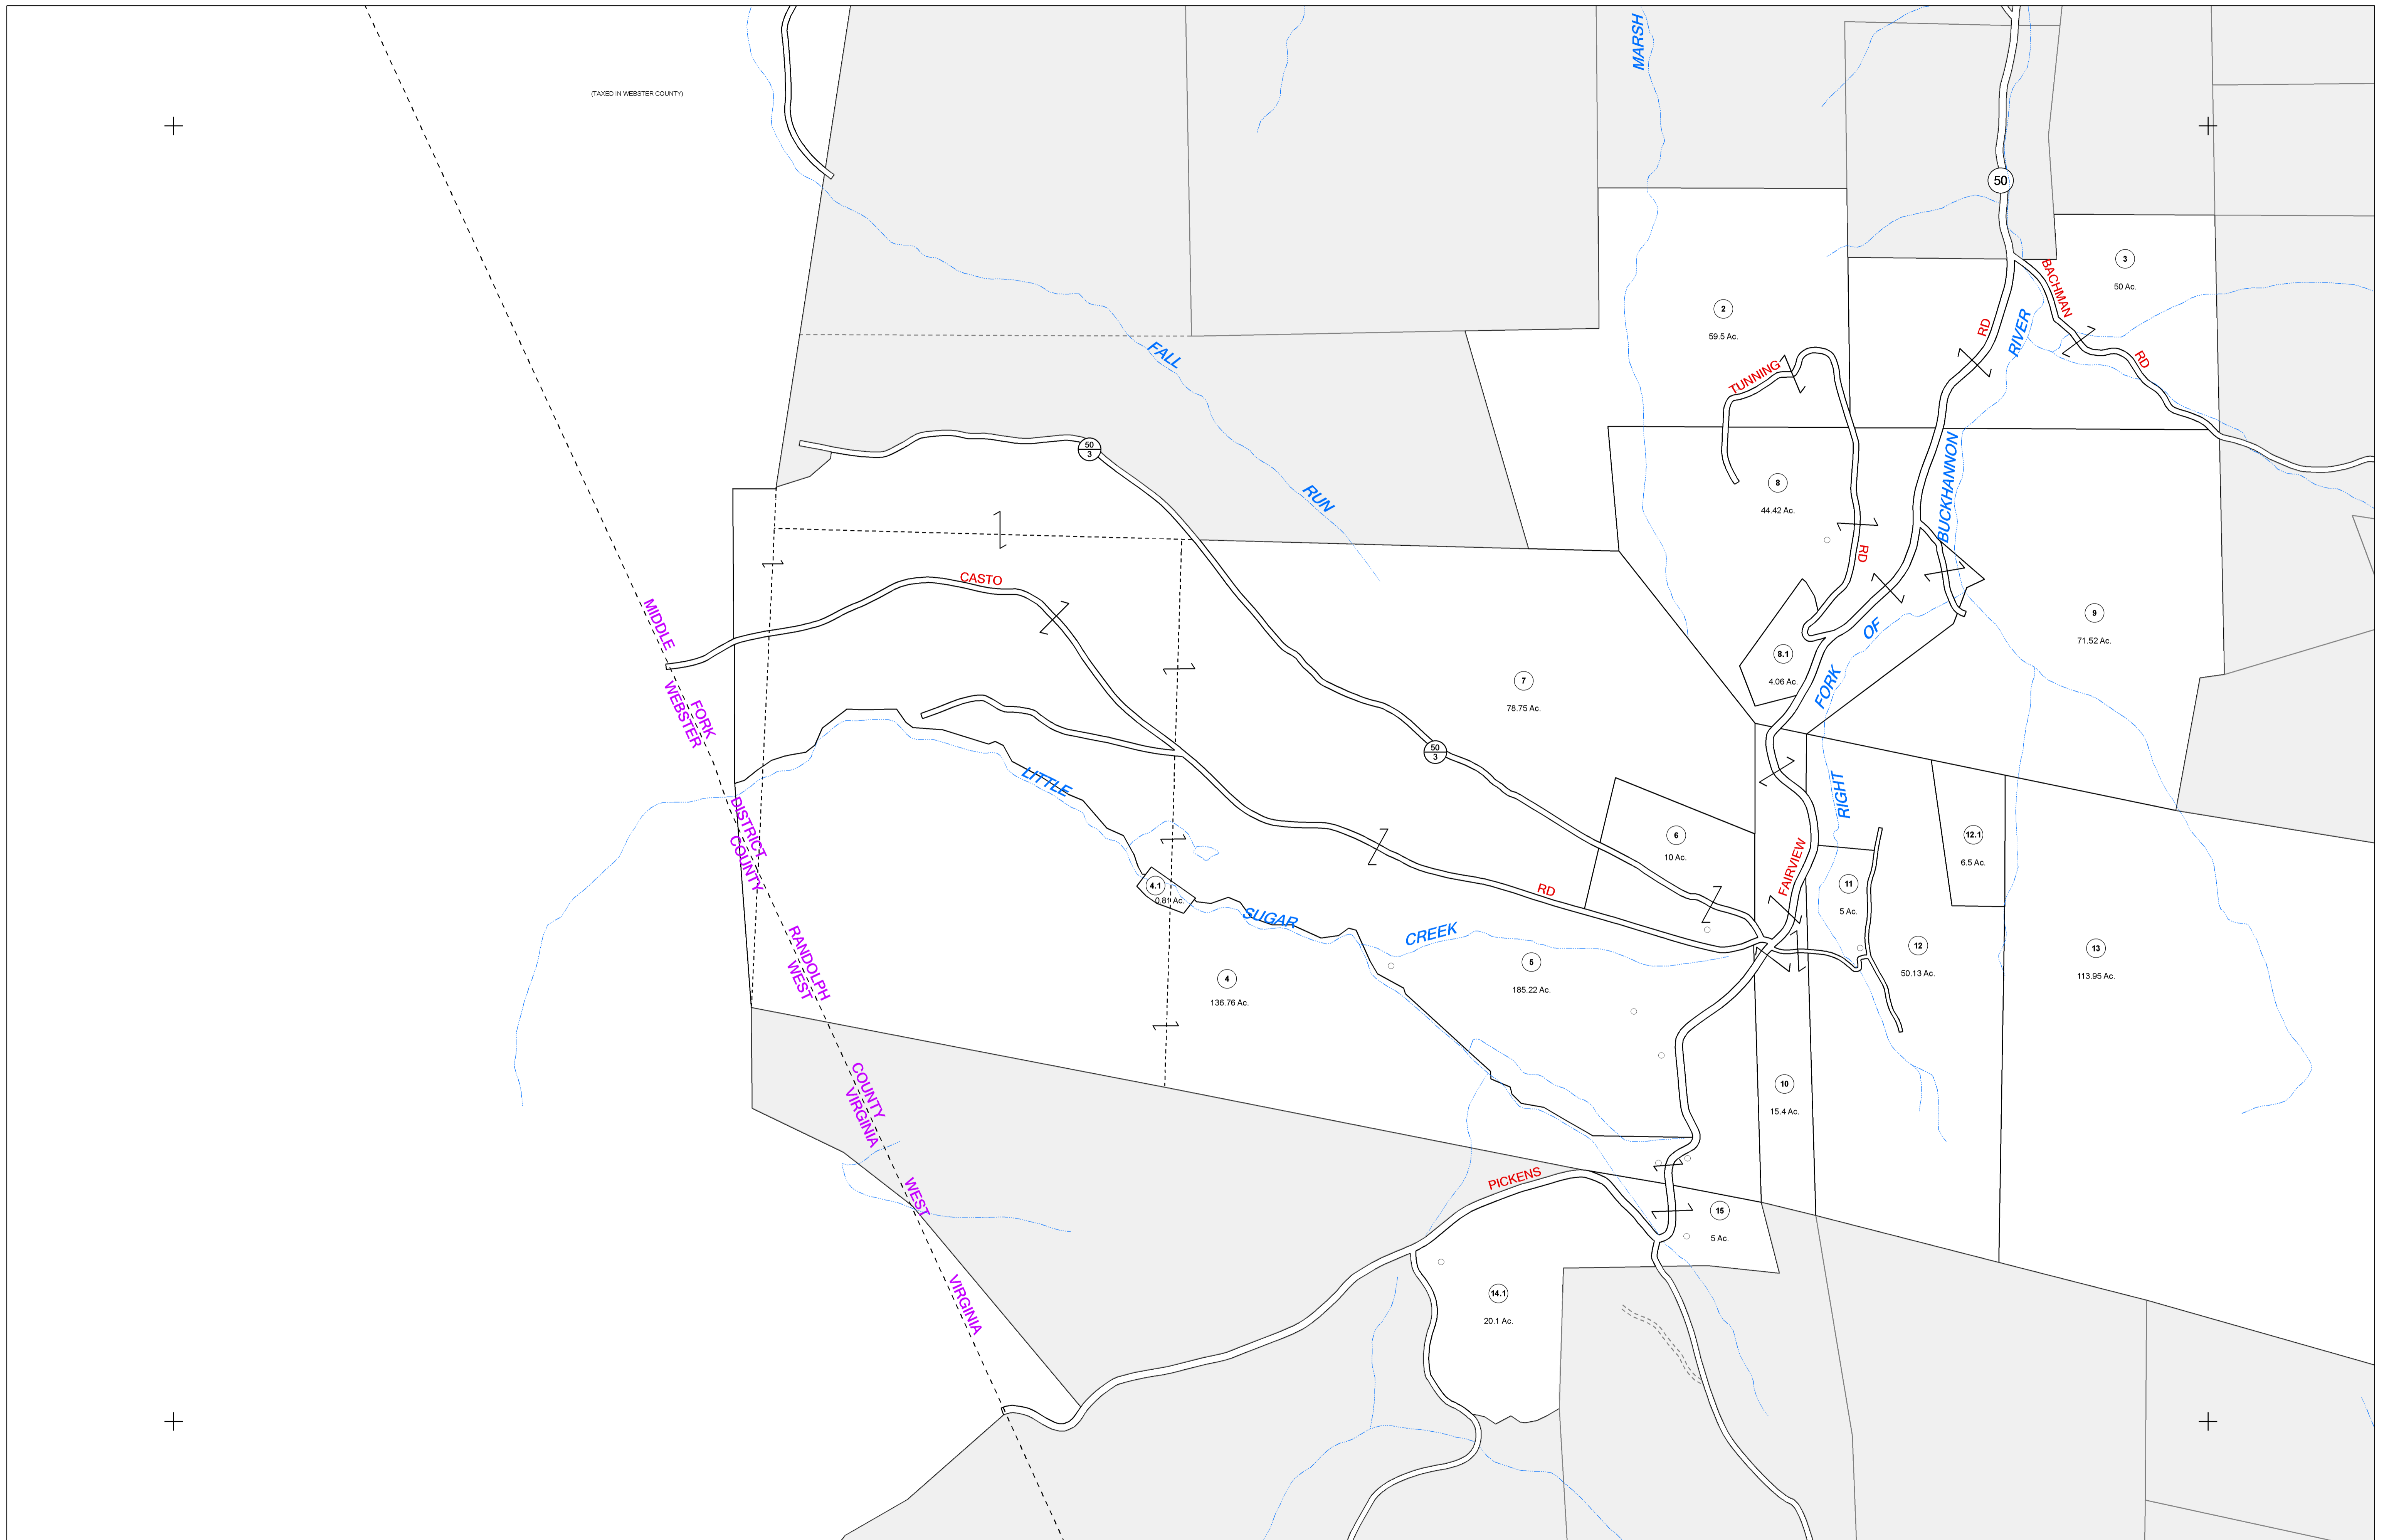 (TAXED IN WEBSTER COUNTY)
MARSH
50
3
50 Ac.
BACHMAN
RD
2
59.5 Ac.
RD
RIVER
FALL
RUN
TUNNING
RD
50
3
BUCKHANNON
8
44.42 Ac.
CASTO
RD
8.1
4.06 Ac.
OF
FORK
RIGHT
9
71.52 Ac.
7
78.75 Ac.
50
3
MIDDLE
FORK
DISTRICT
WEBSTER
COUNTY
RANDOLPH
COUNTY
WEST
VIRGINIA
WEST
VIRGINIA
LITTLE
SUGAR
CREEK
6
10 Ac.
FAIRVIEW
12.1
6.5 Ac.
11
5 Ac.
4.1
0.81 Ac.
RD
12
50.13 Ac.
13
113.95 Ac.
4
136.76 Ac.
5
185.22 Ac.
10
15.4 Ac.
PICKENS
15
5 Ac.
14.1
20.1 Ac.